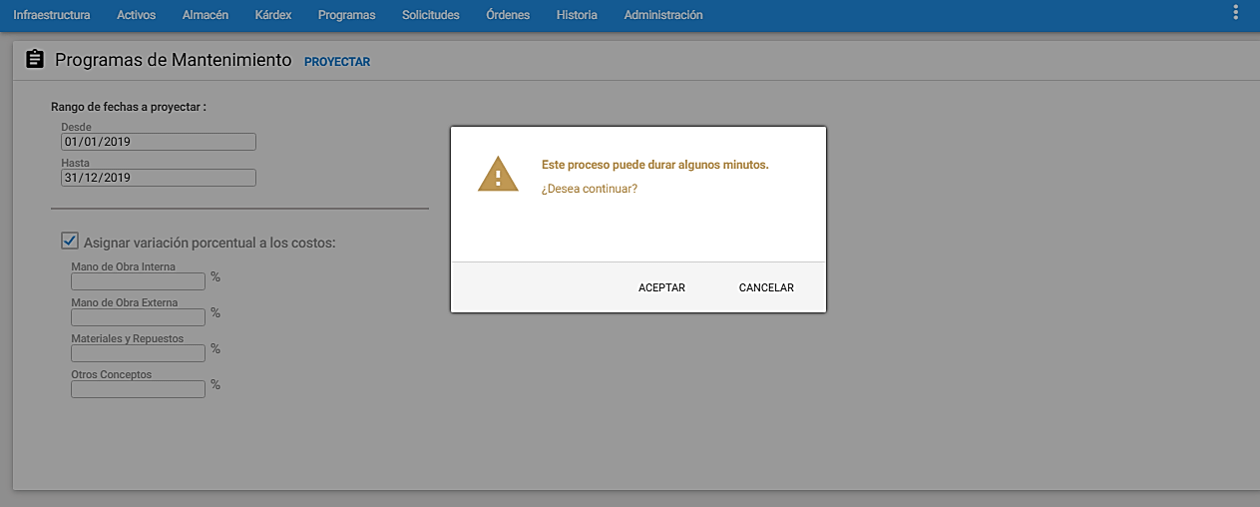 Infraestructura Activos Almacén Kárdex Programas Solicitudes Órdenes Historia Administración
Programas de Mantenimiento PROYECTAR
Rango de fechas a proyectar :
Desde
01/01/2019
Hasta
31/12/2019
Asignar variación porcentual a los costos:
Mano de Obra Interna
%
Mano de Obra Externa
%
Materiales y Repuestos
%
Otros Conceptos
%
Este proceso puede durar algunos minutos.
¿Desea continuar?
ACEPTAR CANCELAR